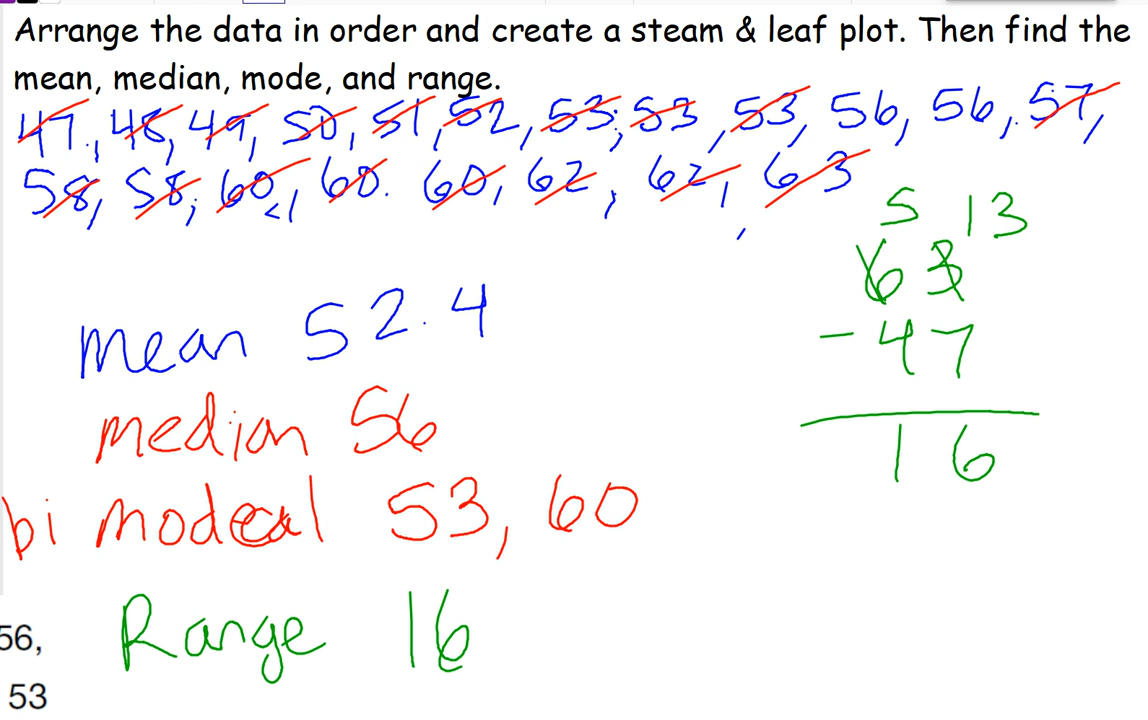 Arrange the data in order and create a steam & leaf plot. Then find the
mean, median, mode, and range.
47, 48, 49, 50, 51, 52, 53, 53, 53, 56, 56, 57,
58, 58, 60, 60. 60, 62, 62, 63
5 13
63
- 47
16
mean 52.4
median 56
bi modal 53, 60
Range 16
56,
53